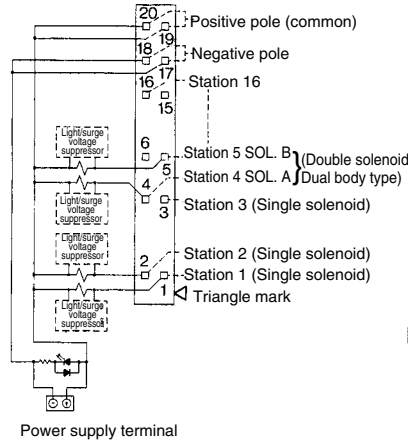 20
Positive pole (common)
19
18
Negative pole
17
16
Station 16
15
Light/surge
voltage
suppressor
6
Station 5 SOL. B
(Double solenoid
5
Station 4 SOL. A
Dual body type)
4
Light/surge
voltage
suppressor
Station 3 (Single solenoid)
3
Light/surge
voltage
suppressor
2
Station 2 (Single solenoid)
Station 1 (Single solenoid)
1
Triangle mark
Light/surge
voltage
suppressor
Power supply terminal